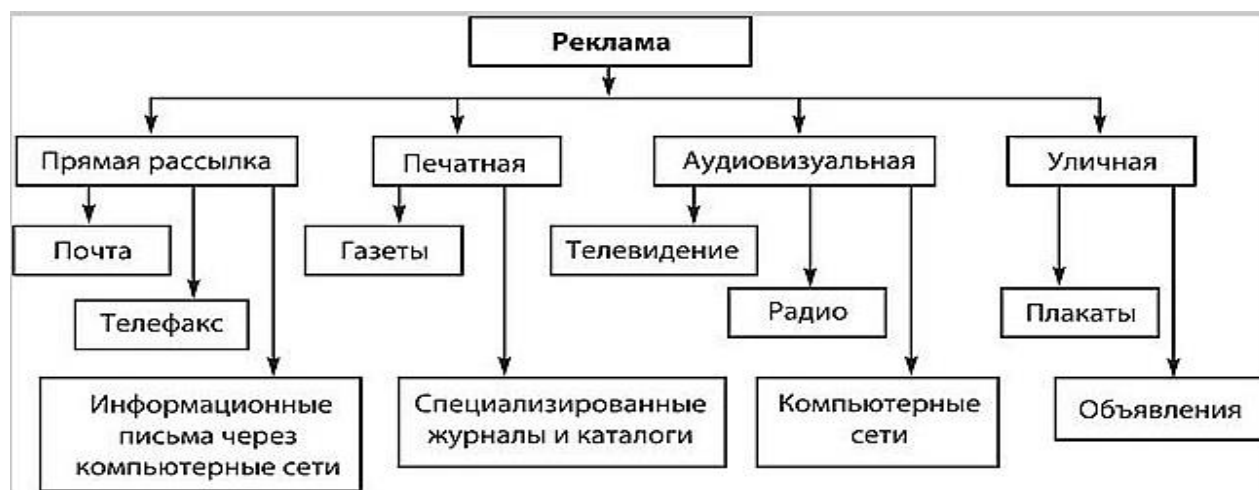 Реклама
Прямая рассылка
Печатная
Аудиовизуальная
Уличная
Почта
Газеты
Телевидение
Телефакс
Радио
Плакаты
Информационные
письма через
компьютерные сети
Специализированные
журналы и каталоги
Компьютерные
сети
Объявления